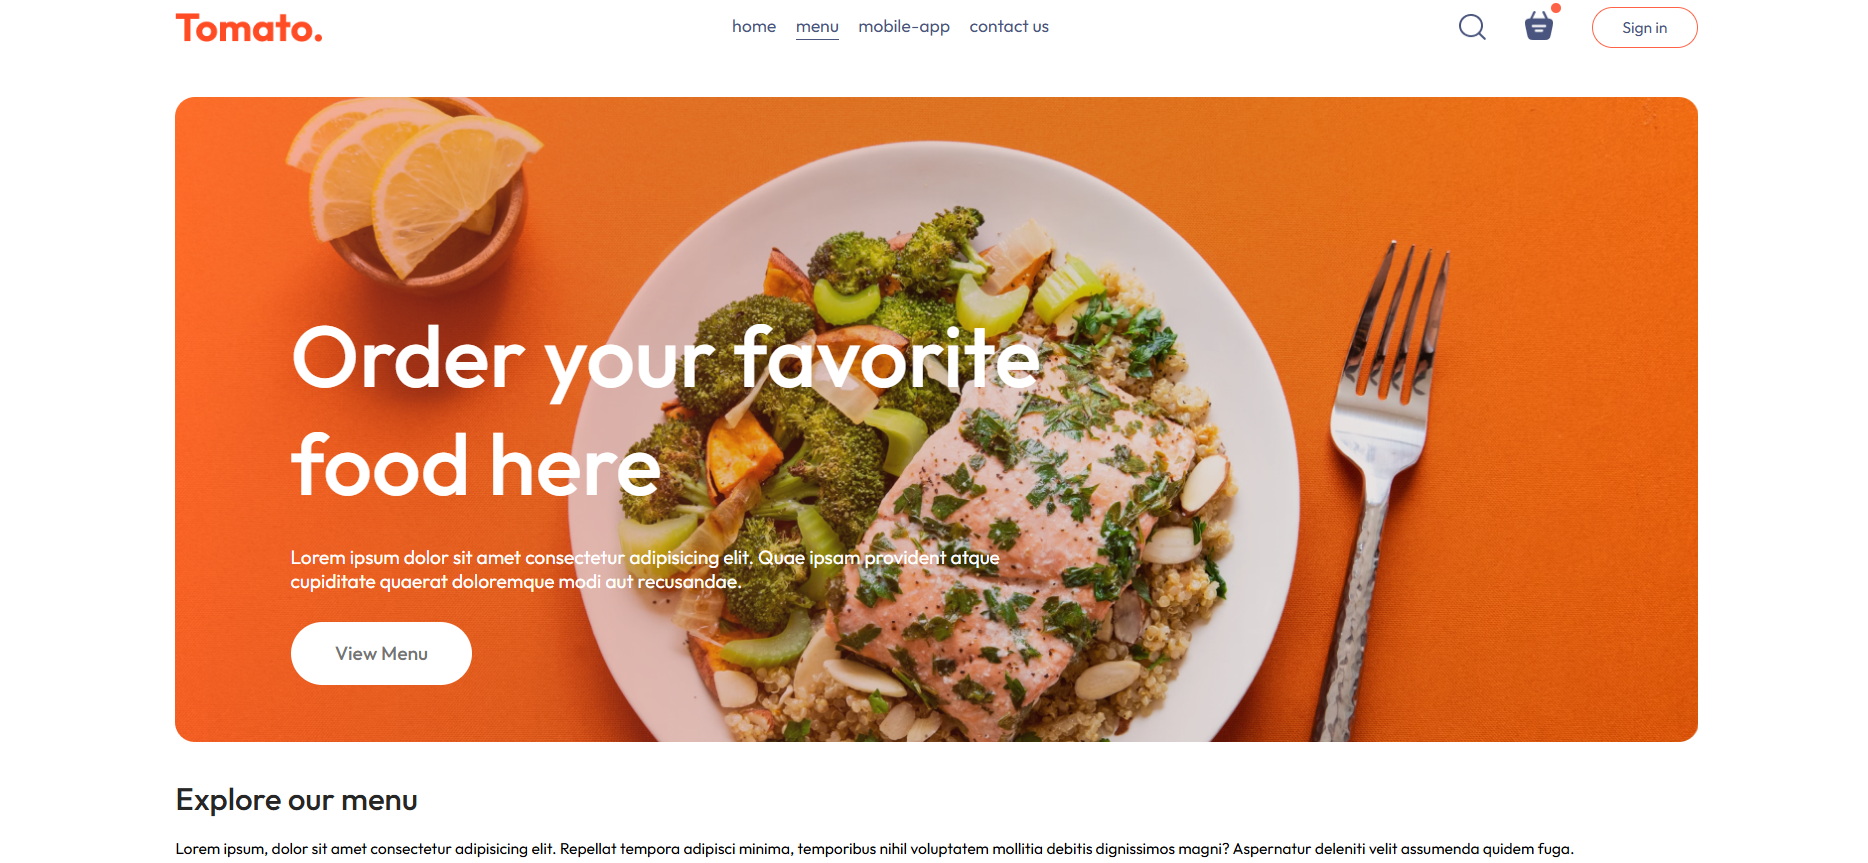 Tomato.
home menu mobile-app contact us
Sign in
Order your favorite
food here
Lorem ipsum dolor sit amet consectetur adipisicing elit. Quae ipsam provident atque
cupiditate quaerat doloremque modi aut recusandae.
View Menu
Explore our menu
Lorem ipsum, dolor sit amet consectetur adipisicing elit. Repellat tempora adipisci minima, temporibus nihil voluptatem mollitia debitis dignissimos magni? Aspernatur deleniti velit assumenda quidem fuga.